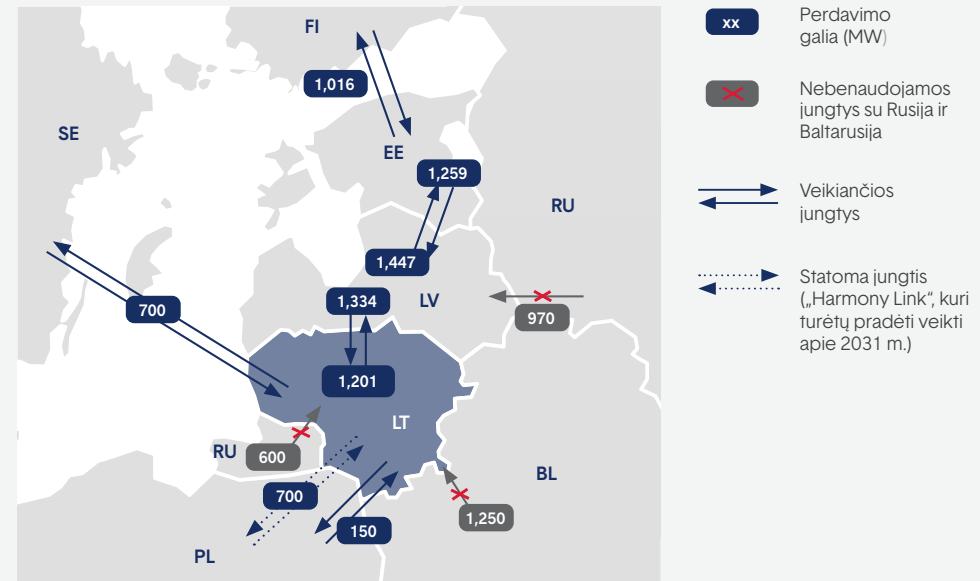 FI
1,016
SE
EE
1,259
RU
1,447
LV
1,334
700
970
1,201
LT
RU
600
BL
700
1,250
150
PL
xx
Perdavimo
galia (MW)
Nebenaudojamos
jungtys su Rusija ir
Baltarusija
Veikiančios
jungtys
Statoma jungtis
(„Harmony Link“, kuri
turėtų pradėti veikti
apie 2031 m.)